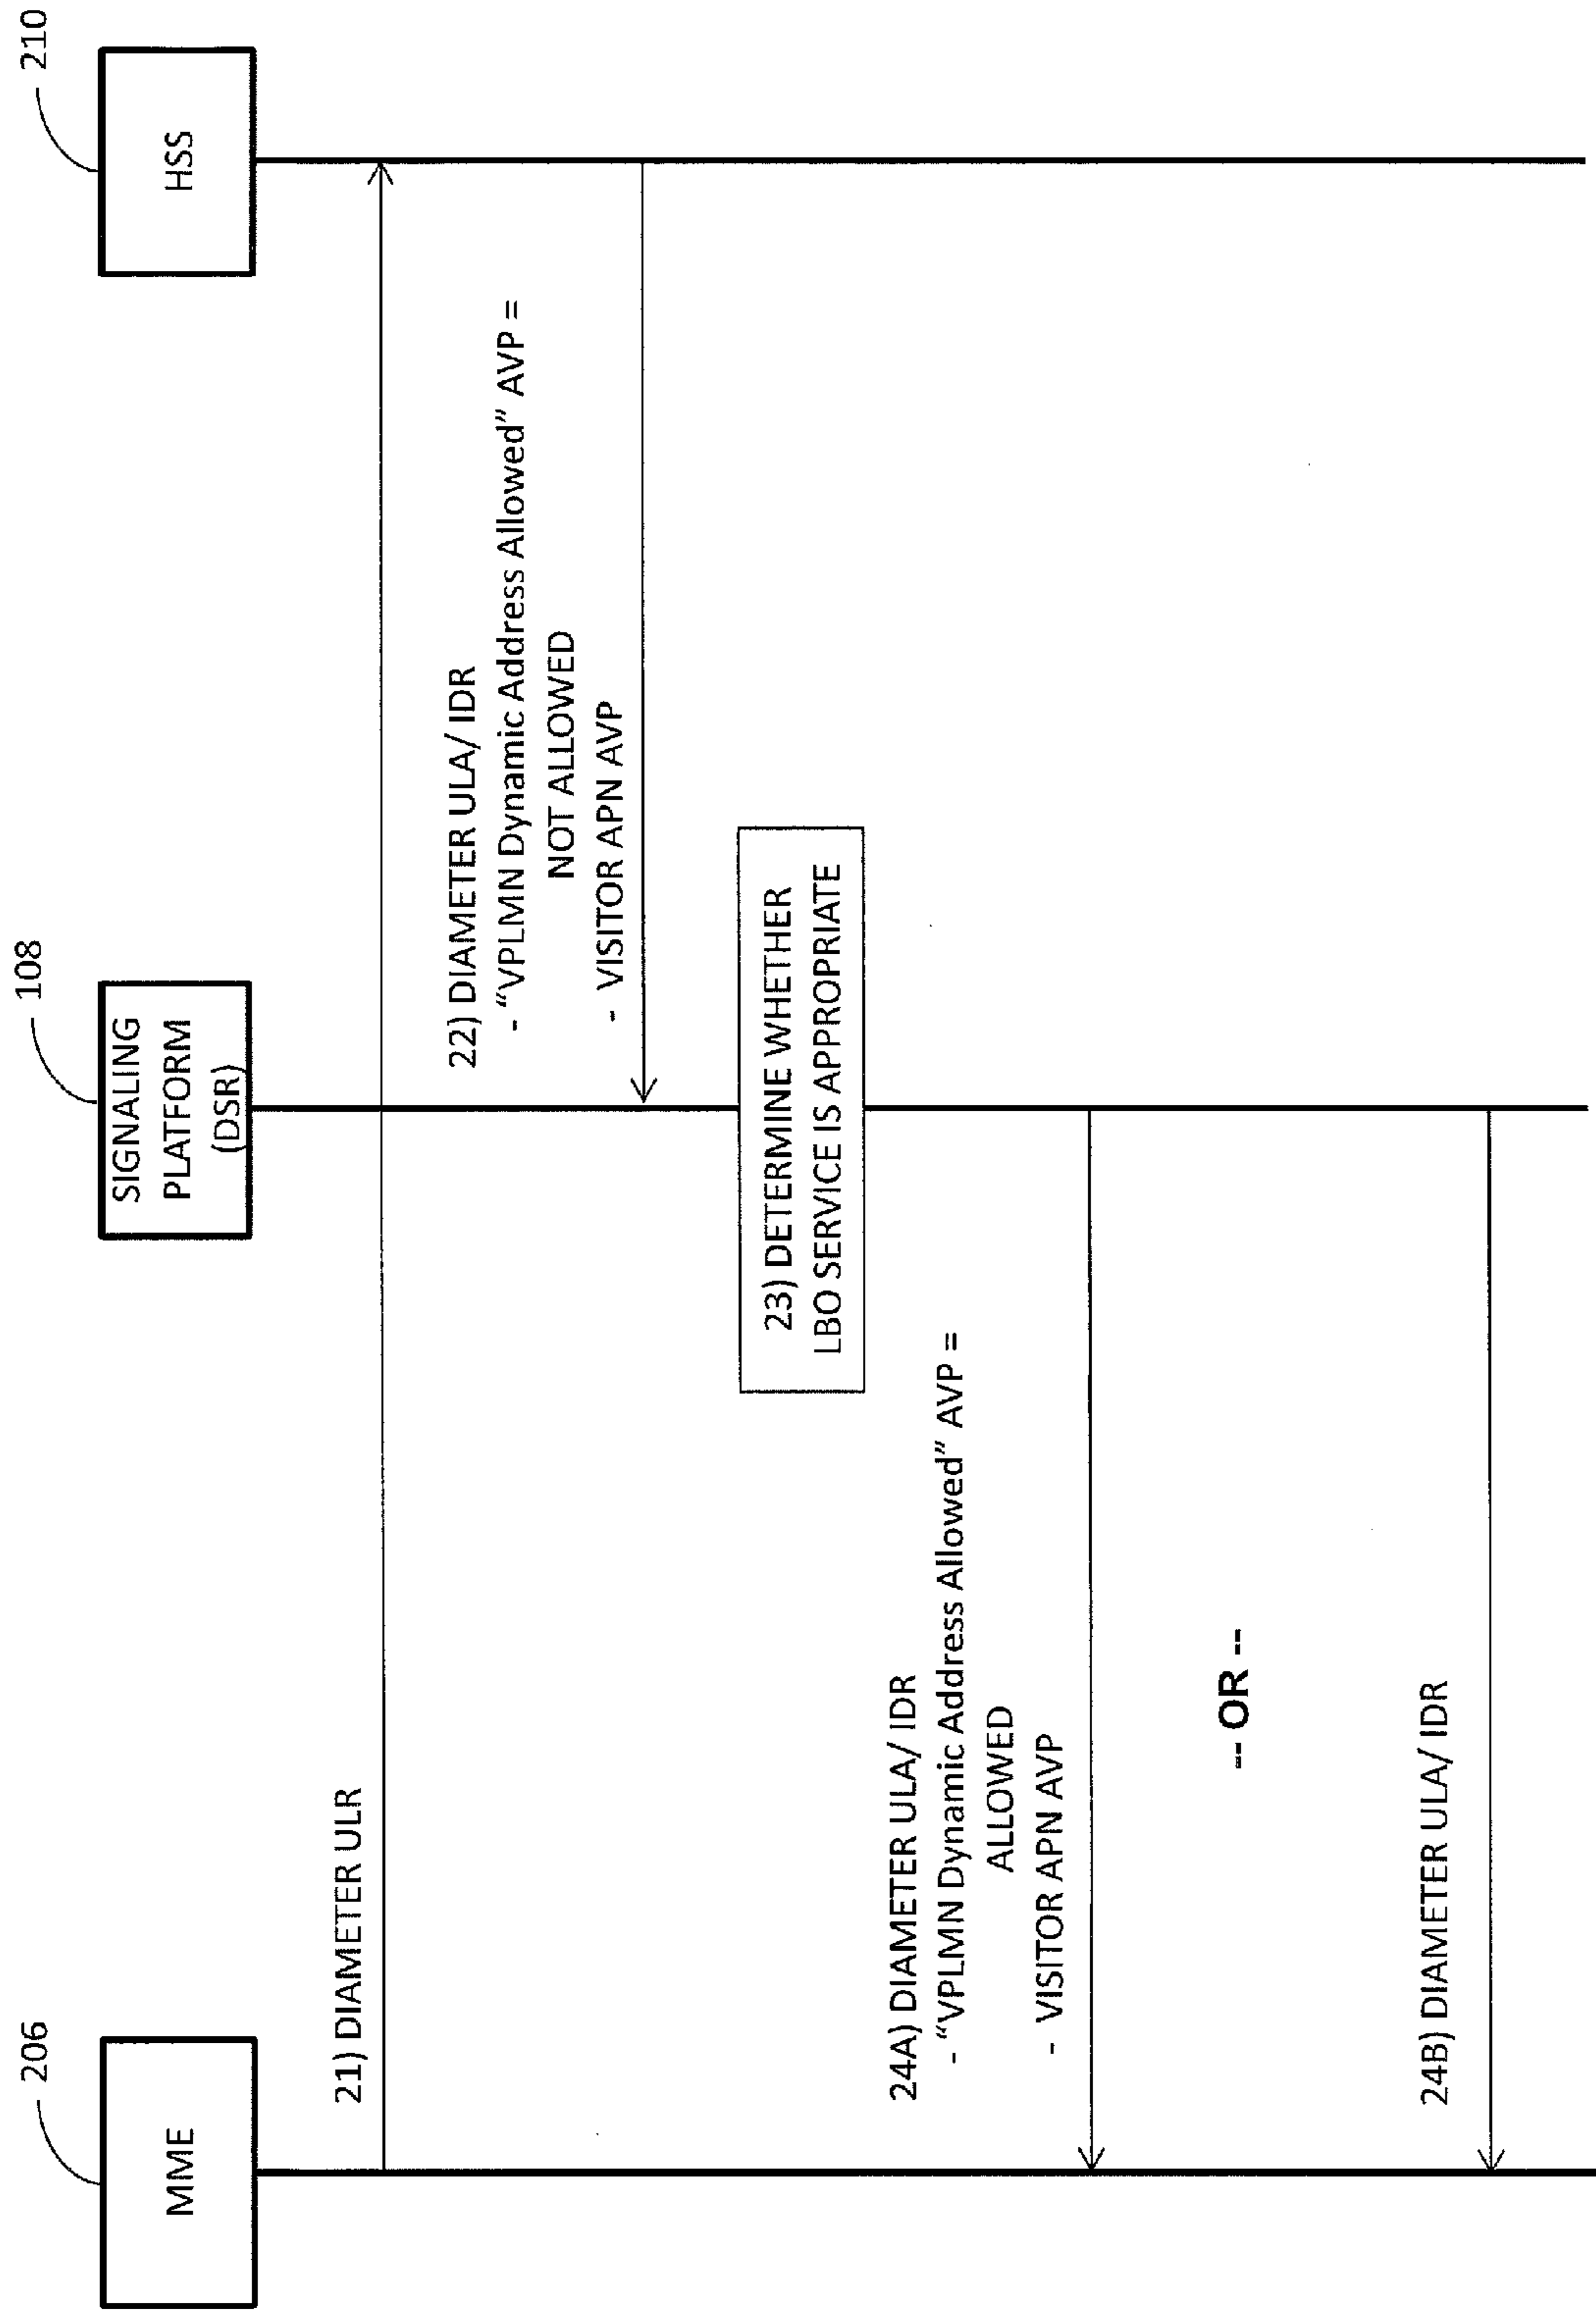 206
MME
108
SIGNALING
PLATFORM
(DSR)
210
HSS
21) DIAMETER ULR
22) DIAMETER ULA/ IDR
- “VPLMN Dynamic Address Allowed” AVP =
NOT ALLOWED
- VISITOR APN AVP
23) DETERMINE WHETHER
LBO SERVICE IS APPROPRIATE
24A) DIAMETER ULA/ IDR
- “VPLMN Dynamic Address Allowed” AVP =
ALLOWED
- VISITOR APN AVP
-- OR --
24B) DIAMETER ULA/ IDR